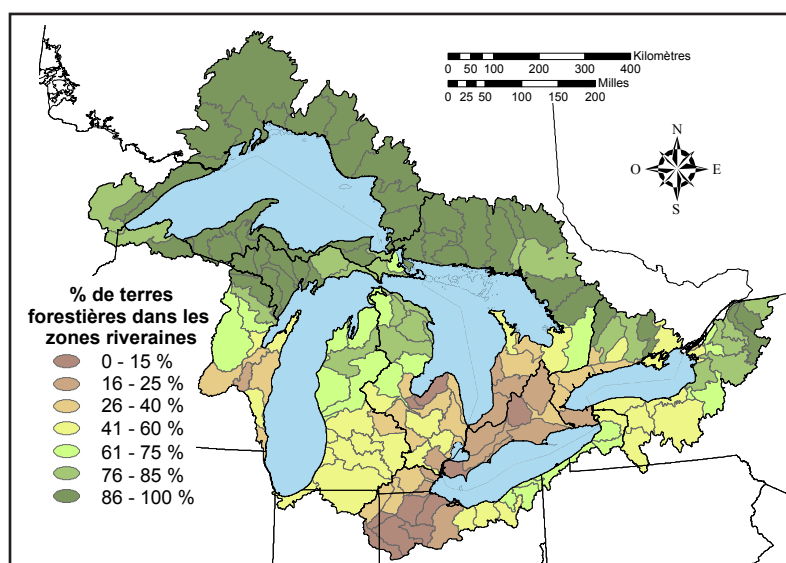 Kilomètres
0 50 100 200 300 400
Milles
0 25 50 100 150 200
N
O E
S
% de terres
forestières dans les
zones riveraines
0 - 15 %
16 - 25 %
26 - 40 %
41 - 60 %
61 - 75 %
76 - 85 %
86 - 100 %